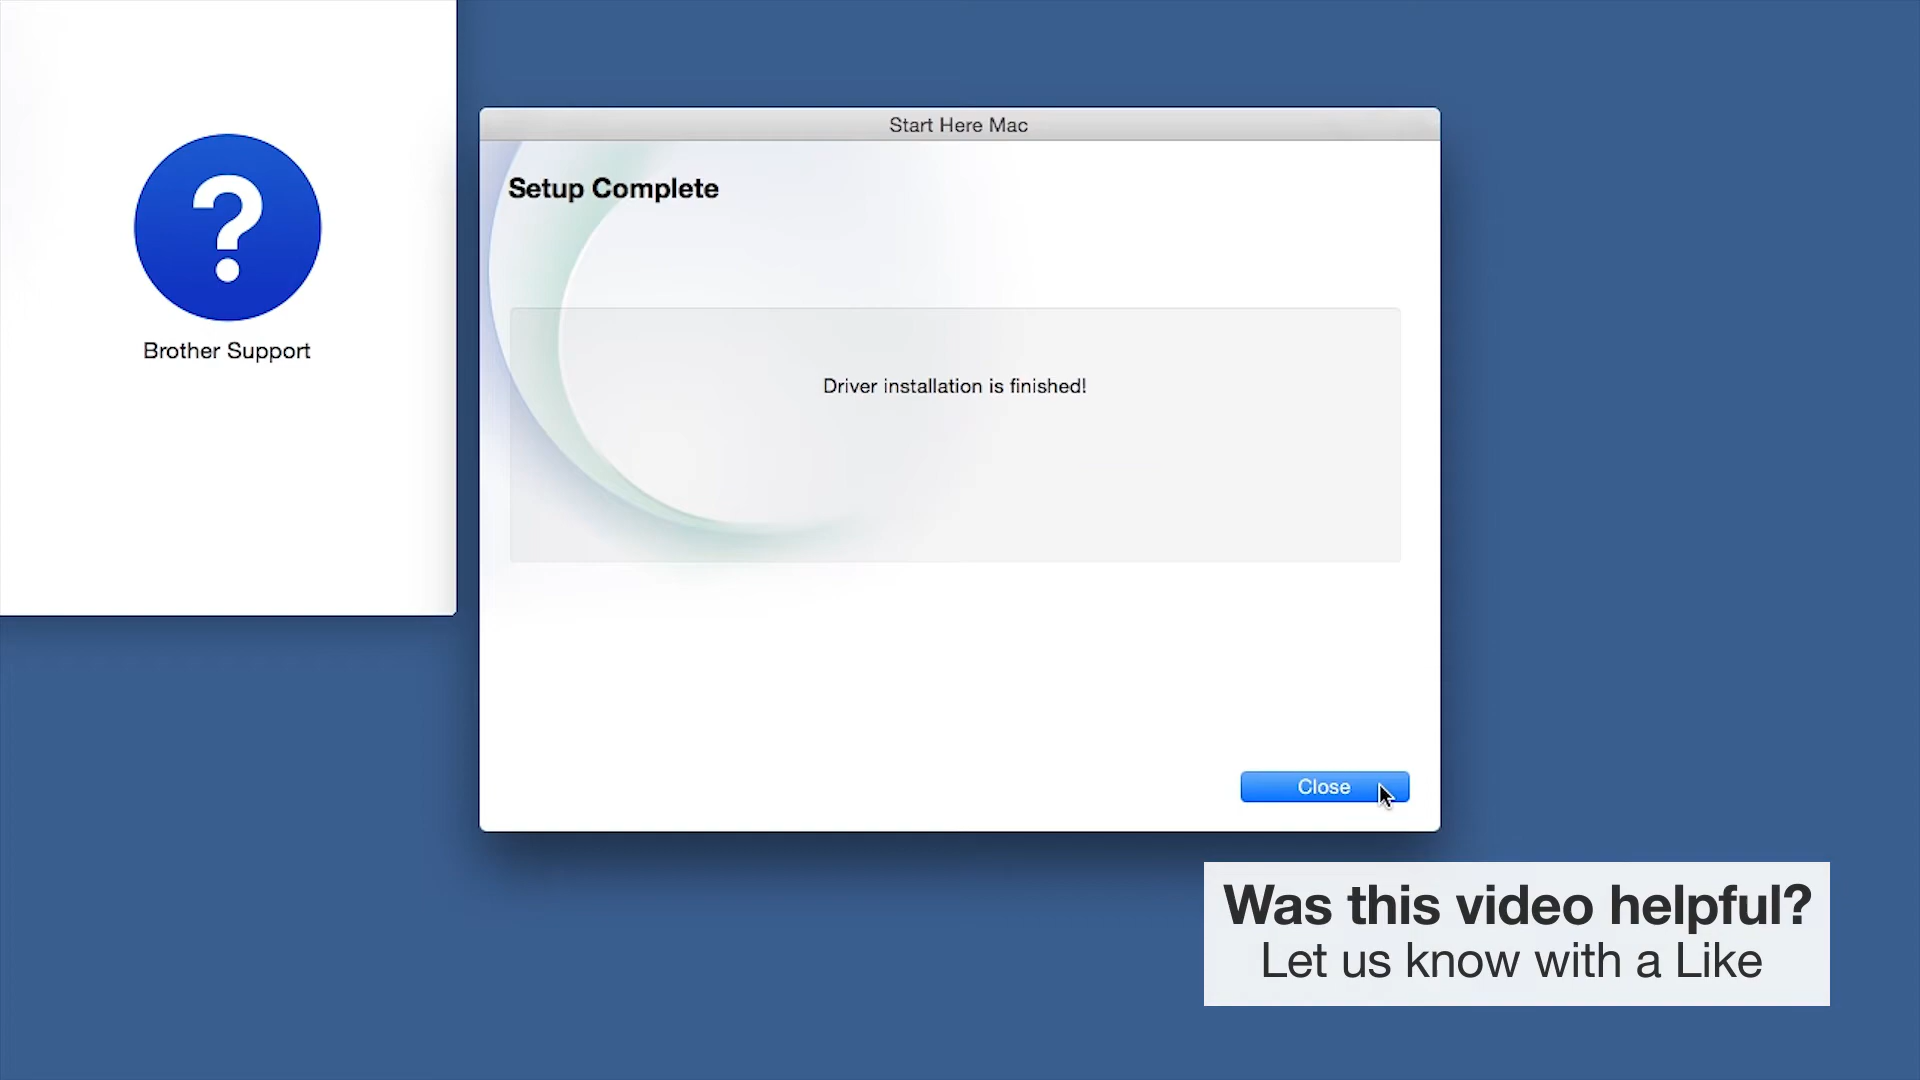 Start Here Mac
Setup Complete
?
Brother Support
Driver installation is finished!
Close
Was this video helpful?
Let us know with a Like